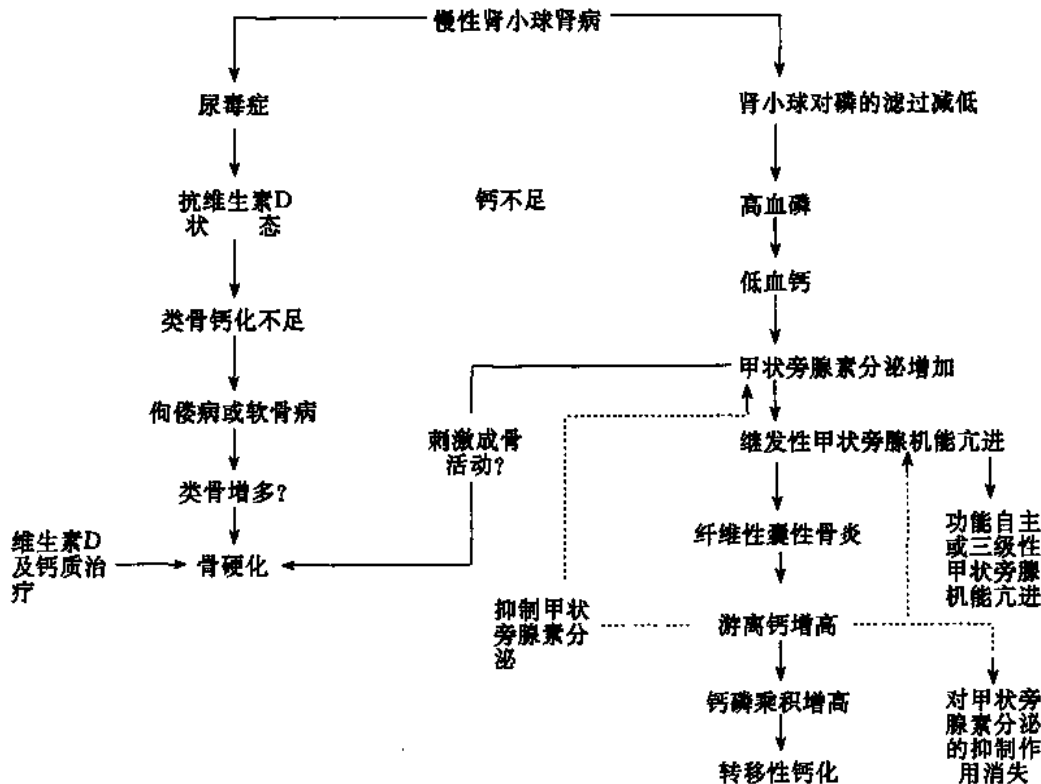 慢性肾小球肾病
尿毒症
肾小球对磷的滤过减低
抗维生素D
状 态
钙不足
高血磷
低血钙
类骨钙化不足
甲状旁腺素分泌增加
佝偻病或软骨病
刺激成骨
活动?
继发性甲状旁腺机能亢进
类骨增多?
维生素D
及钙质治
疗
骨硬化
纤维性囊性骨炎
功能自主
或三级性
甲状旁腺
机能亢进
抑制甲状
旁腺素分
泌
游离钙增高
钙磷乘积增高
对甲状旁
腺素分泌
的抑制作
用消失
转移性钙化